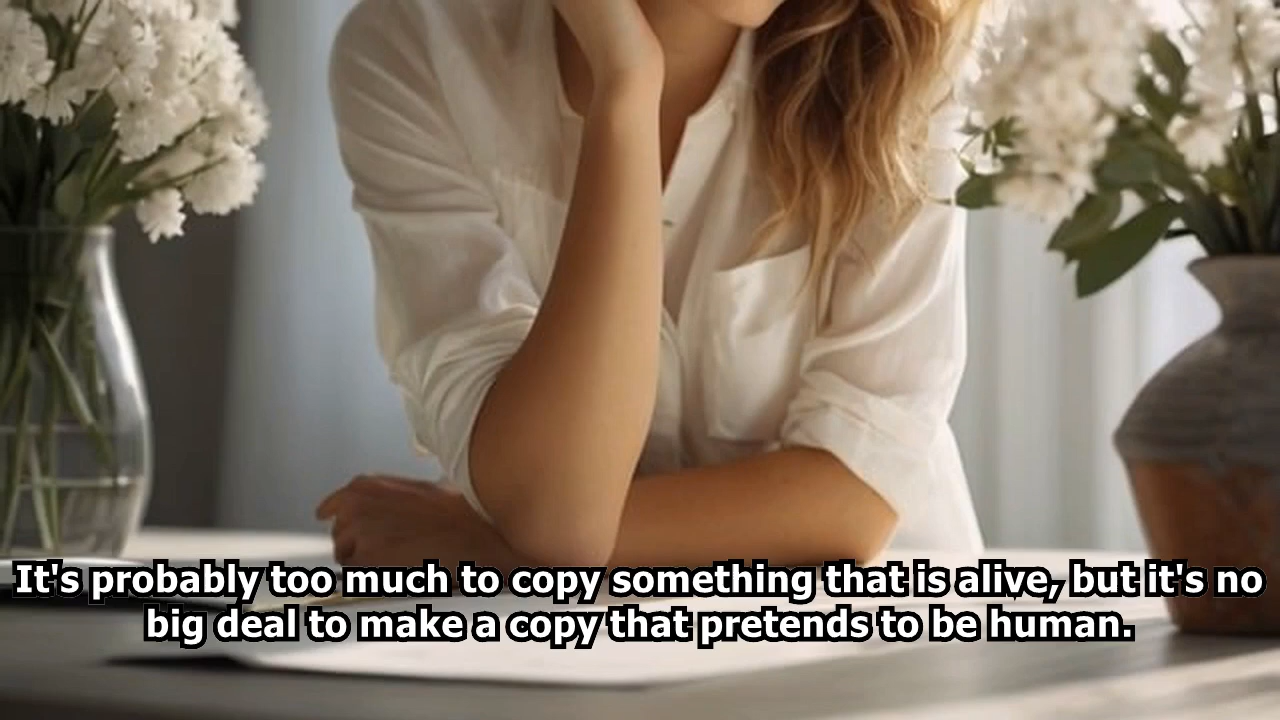 It's probably too much to copy something that is alive, but it's no
big deal to make a copy that pretends to be human.